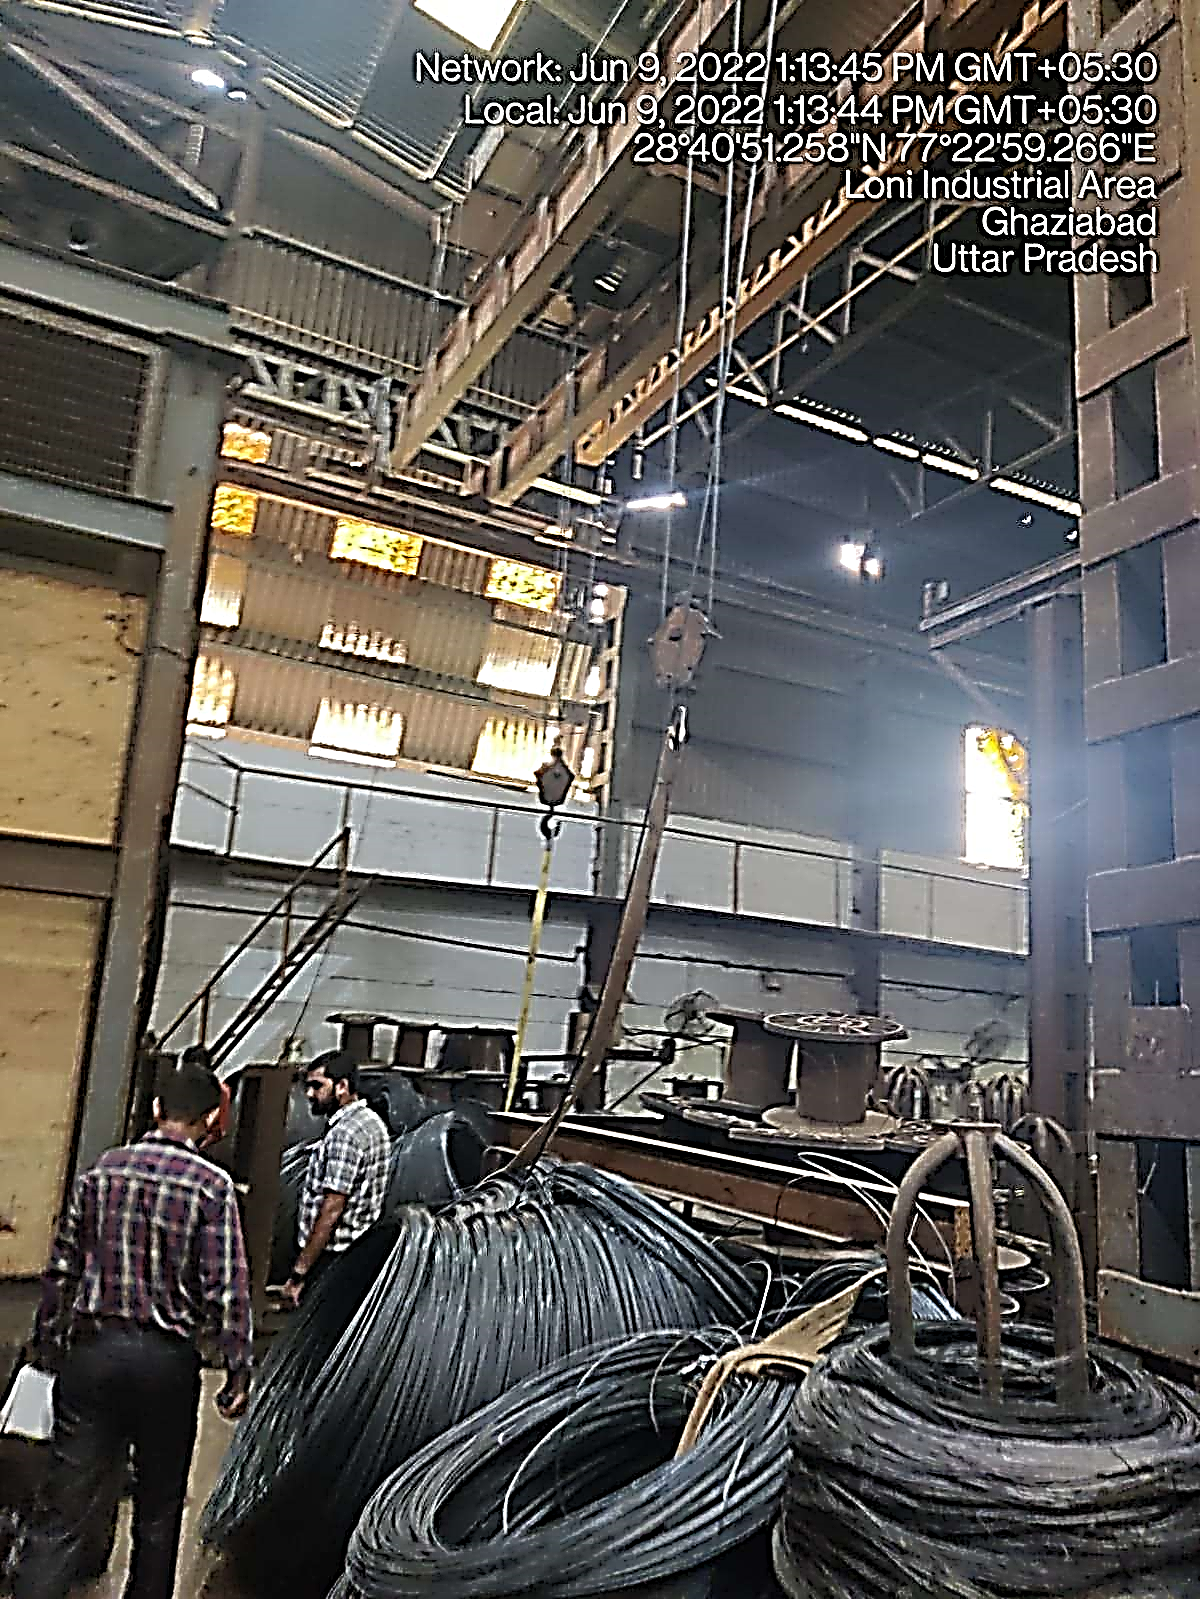 Network: Jun 9, 2022 1:13:45 PM GMT+05:30
Local: Jun 9, 2022 1:13:44 PM GMT+05:30
28°40'51.258"N 77°22'59.266"E
Loni Industrial Area
Ghaziabad
Uttar Pradesh